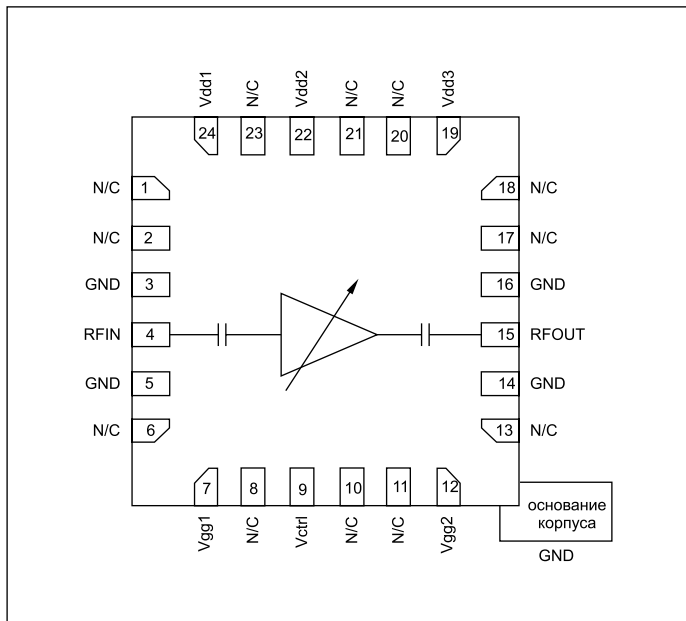 Vdd1 N/C Vdd2 N/C N/C Vdd3
24 23 22 21 20 19
N/C 1 18 N/C
N/C 2 17 N/C
GND 3 16 GND
RFIN 4 15 RFOUT
GND 5 14 GND
N/C 6 13 N/C
7 8 9 10 11 12
Vgg1 N/C Vctrl N/C N/C Vgg2
основание
корпуса
GND